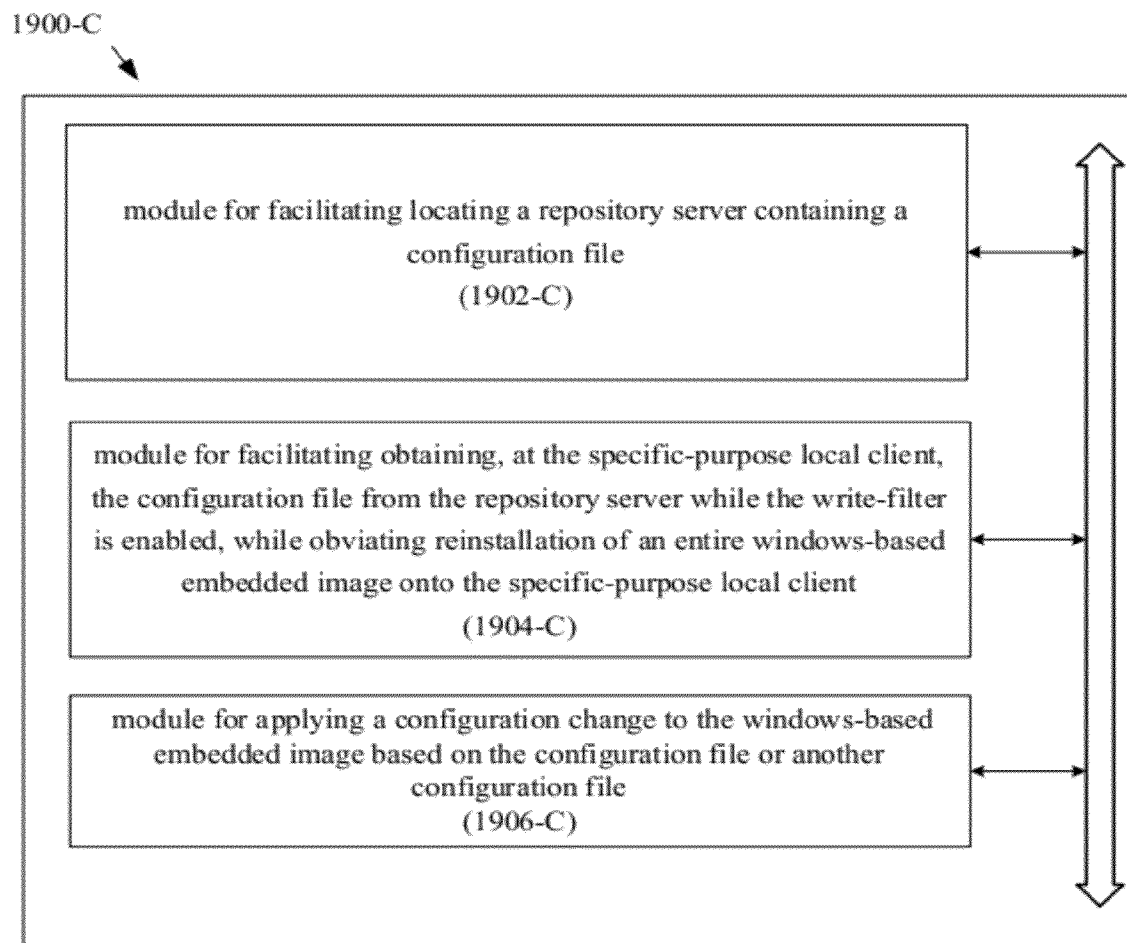 1900-C
module for facilitating locating a repository server containing a
configuration file
(1902-C)
module for facilitating obtaining, at the specific-purpose local client,
the configuration file from the repository server while the write-filter
is enabled, while obviating reinstallation of an entire windows-based
embedded image onto the specific-purpose local client
(1904-C)
module for applying a configuration change to the windows-based
embedded image based on the configuration file or another
configuration file
(1906-C)